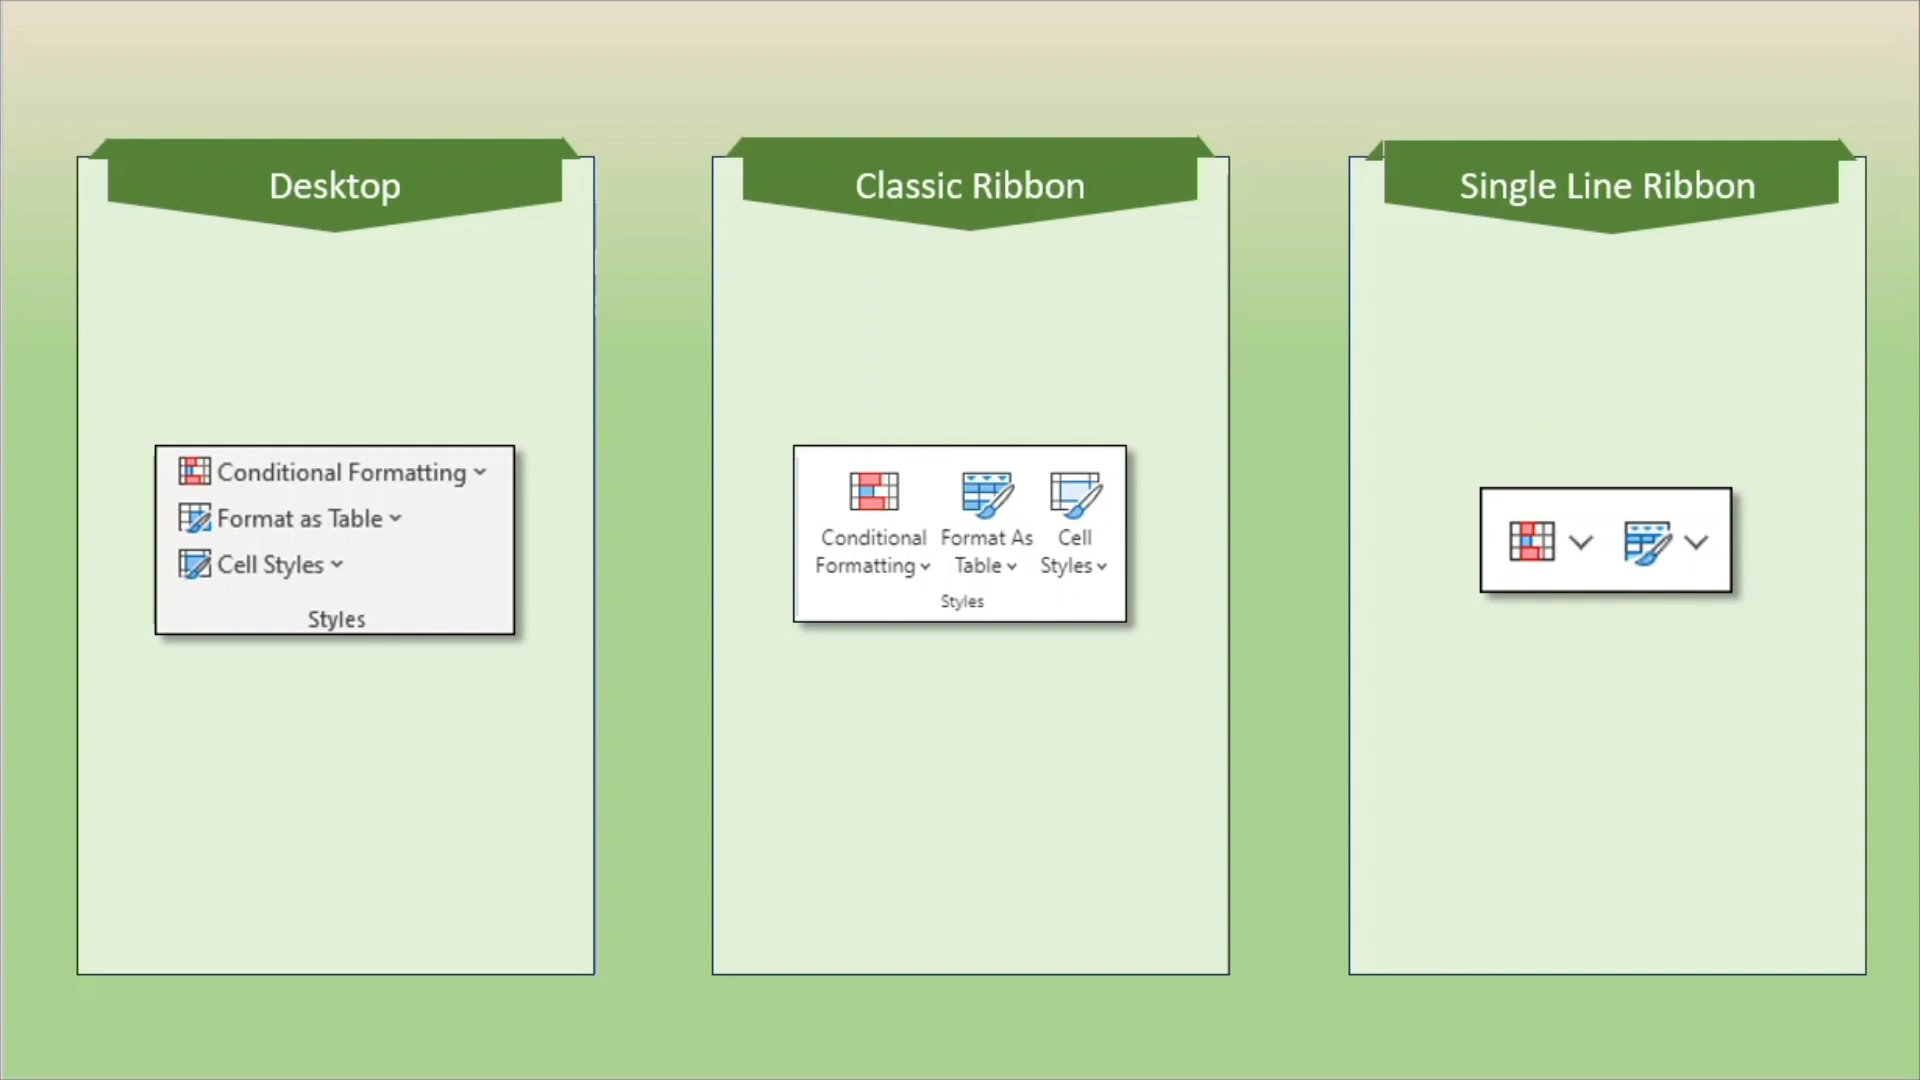 Desktop
Conditional Formatting
Format as Table
Cell Styles
Styles
Classic Ribbon
Conditional
Formatting
Format As
Table
Cell
Styles
Styles
Single Line Ribbon